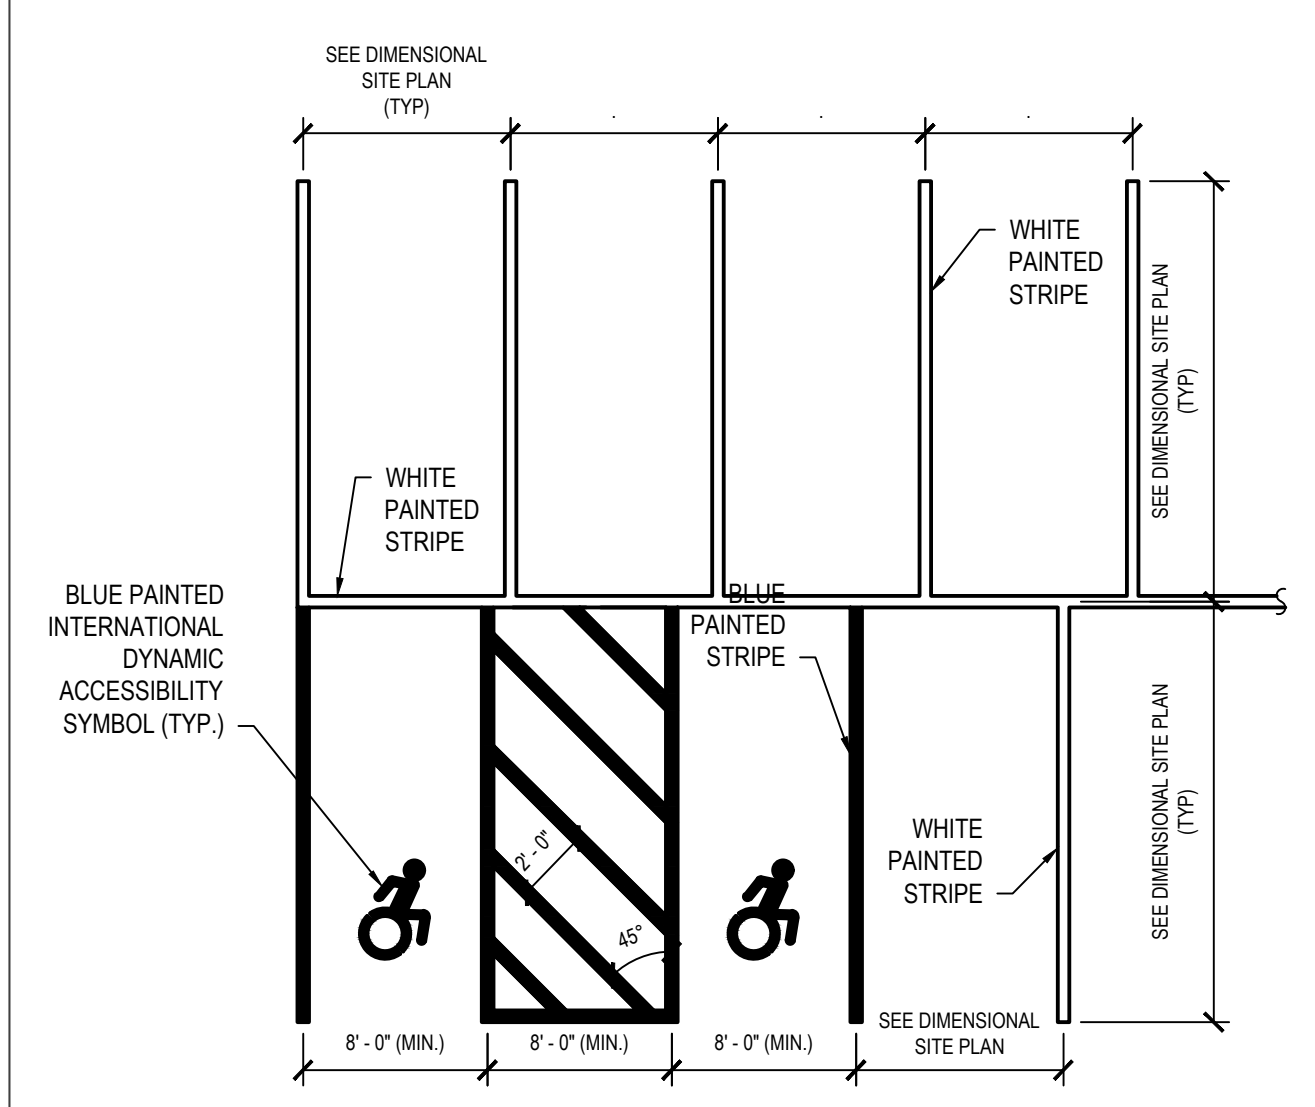 SEE DIMENSIONAL
SITE PLAN
(TYP)
WHITE
PAINTED
STRIPE
SEE DIMENSIONAL SITE PLAN
(TYP)
WHITE
PAINTED
STRIPE
BLUE PAINTED
INTERNATIONAL
DYNAMIC
ACCESSIBILITY
SYMBOL (TYP.)
BLUE
PAINTED
STRIPE
SEE DIMENSIONAL SITE PLAN
(TYP)
2' - 0"
WHITE
PAINTED
STRIPE
45°
8' - 0" (MIN.)
8' - 0" (MIN.)
8' - 0" (MIN.)
SEE DIMENSIONAL
SITE PLAN